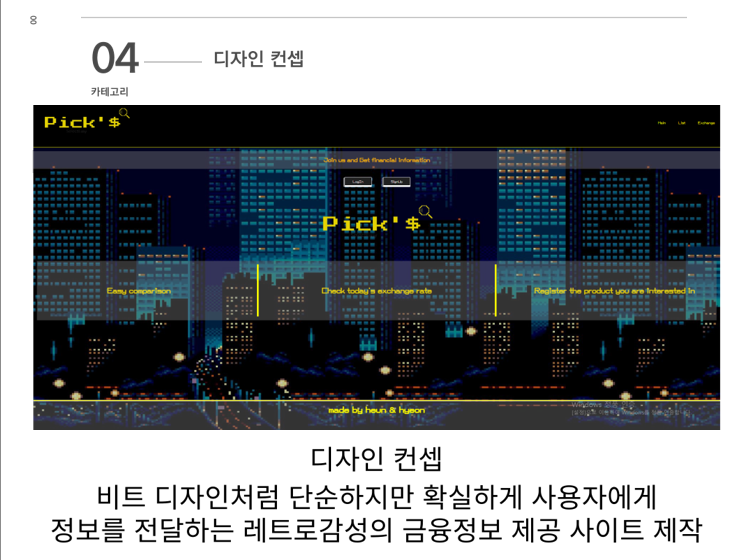 8
04 디자인 컨셉
카테고리
Pick'$
Main List Exchange
Join us and Get financial information
Login SignUp
Pick'$
Easy comparison
Check today's exchange rate
Register the product you are interested in
made by heun & hyeon
Windows
디자인 컨셉
비트 디자인처럼 단순하지만 확실하게 사용자에게
정보를 전달하는 레트로감성의 금융정보 제공 사이트 제작